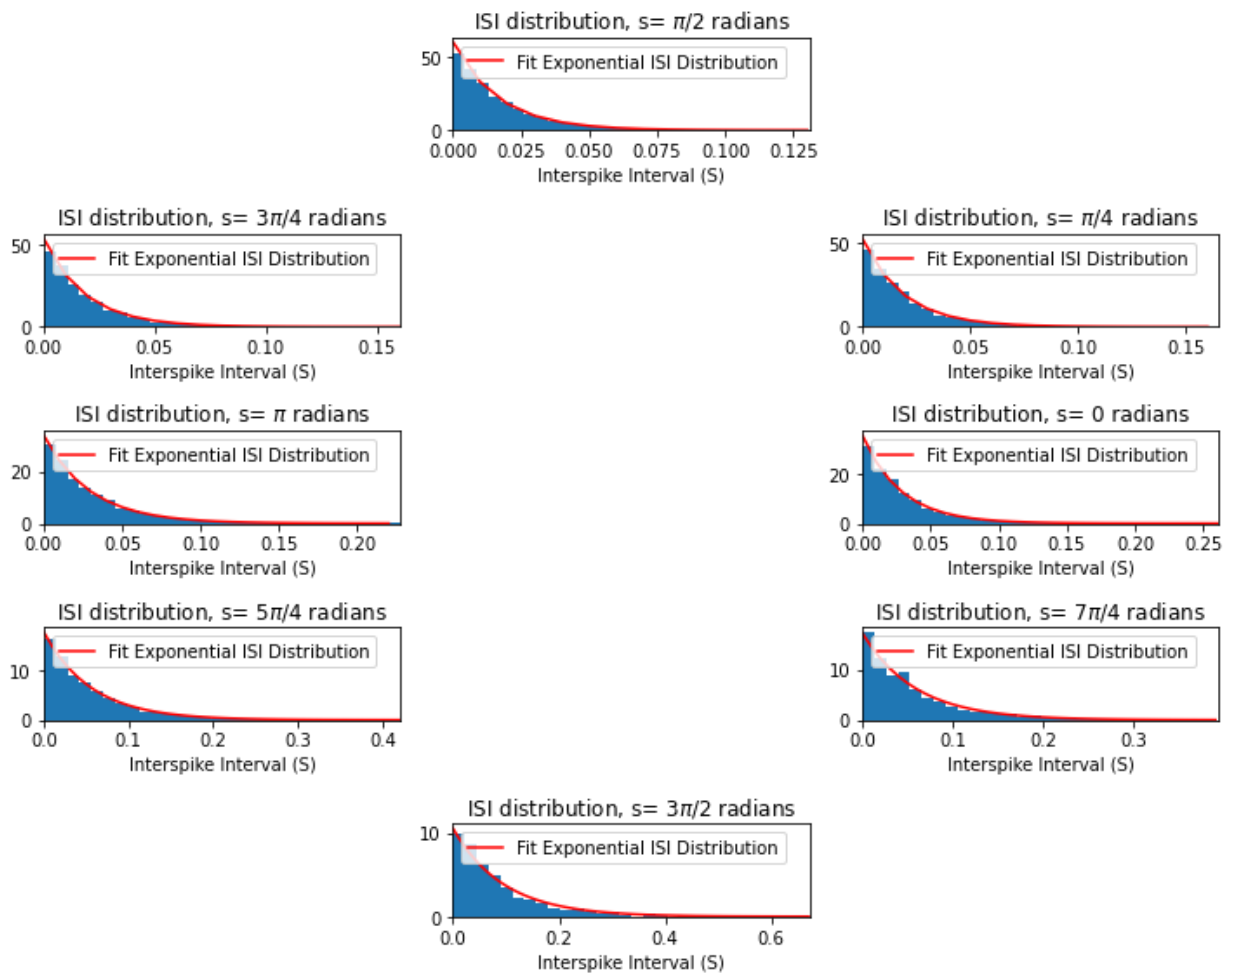 ISI distribution, s= π/2 radians
50
0
Fit Exponential ISI Distribution
0.000 0.025 0.050 0.075 0.100 0.125
Interspike Interval (S)
ISI distribution, s= 3π/4 radians
50
0
Fit Exponential ISI Distribution
0.00 0.05 0.10 0.15
Interspike Interval (S)
ISI distribution, s= π/4 radians
50
0
Fit Exponential ISI Distribution
0.00 0.05 0.10 0.15
Interspike Interval (S)
ISI distribution, s= π radians
20
0
Fit Exponential ISI Distribution
0.00 0.05 0.10 0.15 0.20
Interspike Interval (S)
ISI distribution, s= 0 radians
20
0
Fit Exponential ISI Distribution
0.00 0.05 0.10 0.15 0.20 0.25
Interspike Interval (S)
ISI distribution, s= 5π/4 radians
10
0
Fit Exponential ISI Distribution
0.0 0.1 0.2 0.3 0.4
Interspike Interval (S)
ISI distribution, s= 7π/4 radians
10
0
Fit Exponential ISI Distribution
0.0 0.1 0.2 0.3
Interspike Interval (S)
ISI distribution, s= 3π/2 radians
10
0
Fit Exponential ISI Distribution
0.0 0.2 0.4 0.6
Interspike Interval (S)